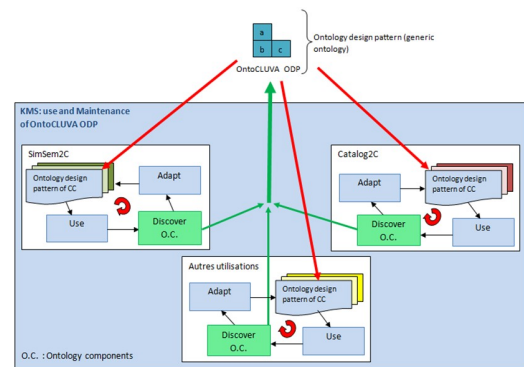 a
b c
Ontology design pattern (generic
ontology)
OntoCLUVA ODP
KMS: use and Maintenance
of OntoCLUVA ODP
SimSem2C
Ontology design
pattern of CC
Adapt
Use
Discover
O.C.
Catalog2C
Adapt
Ontology design
pattern of CC
Discover
O.C.
Use
Autres utilisations
Adapt
Ontology design
pattern of CC
Discover
O.C.
Use
O.C. : Ontology components